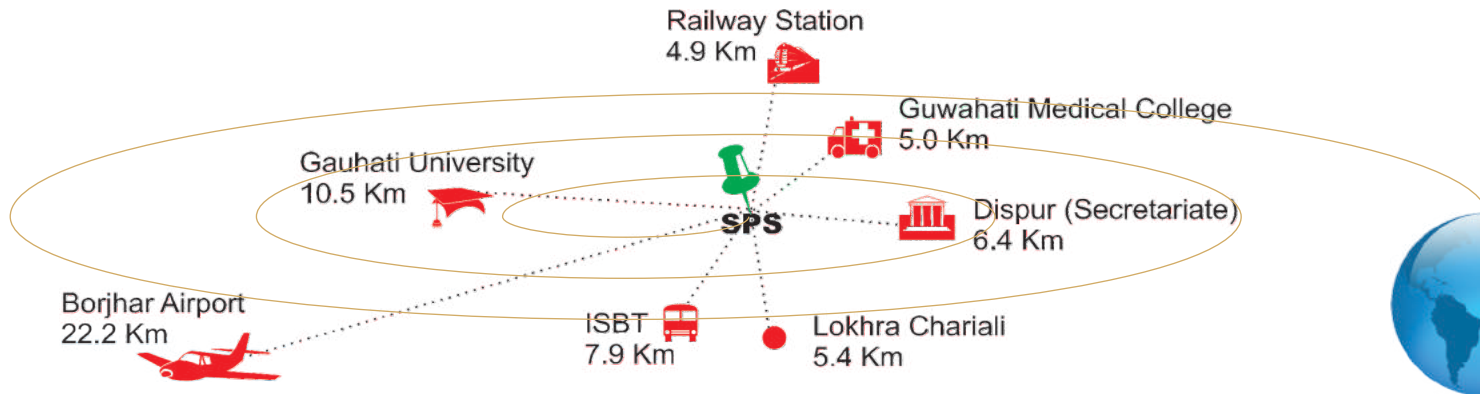 Railway Station
4.9 Km
Guwahati Medical College
5.0 Km
Gauhati University
10.5 Km
SPS
Dispur (Secretariate)
6.4 Km
Borjhar Airport
22.2 Km
ISBT
7.9 Km
Lokhra Chariali
5.4 Km